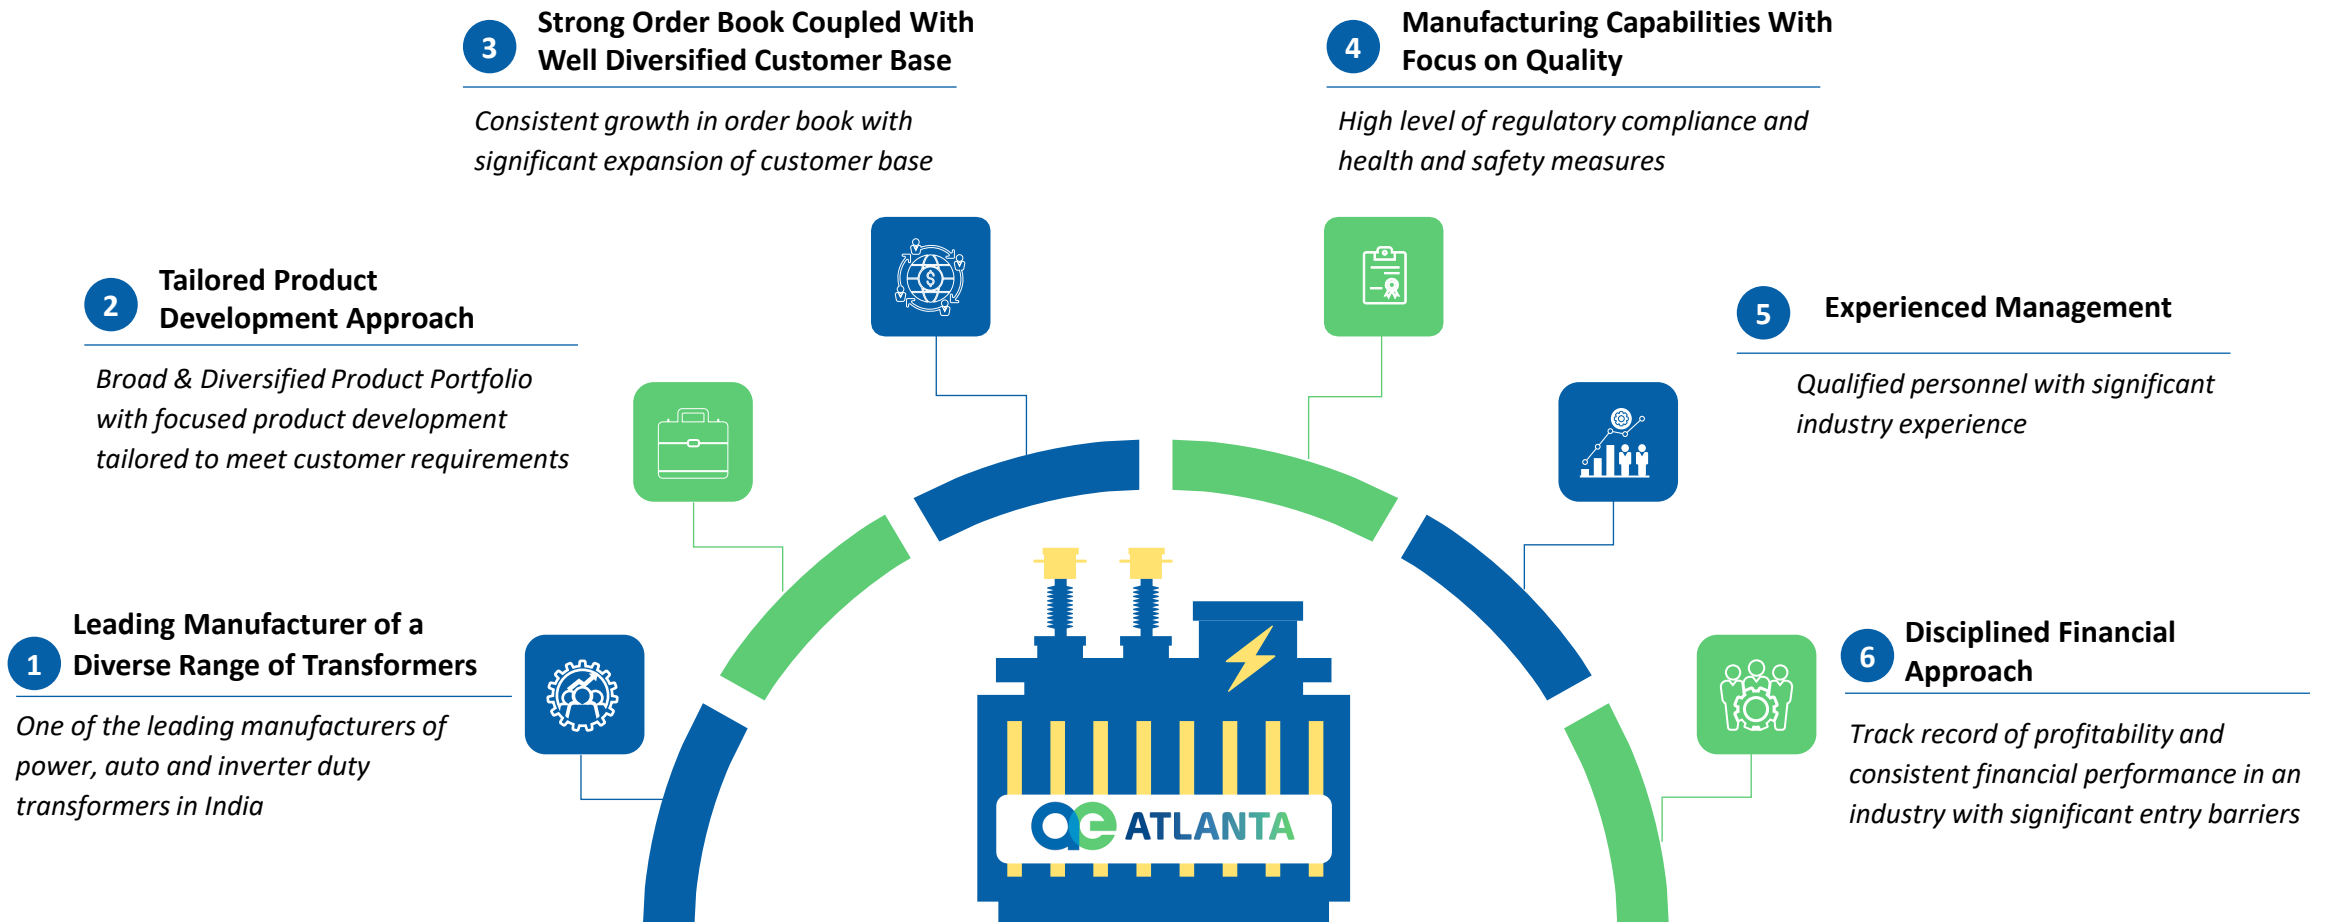 1
Leading Manufacturer of a
Diverse Range of Transformers
One of the leading manufacturers of
power, auto and inverter duty
transformers in India
2
Tailored Product
Development Approach
Broad & Diversified Product Portfolio
with focused product development
tailored to meet customer requirements
3
Strong Order Book Coupled With
Well Diversified Customer Base
Consistent growth in order book with
significant expansion of customer base
$
4
Manufacturing Capabilities With
Focus on Quality
High level of regulatory compliance and
health and safety measures
5
Experienced Management
Qualified personnel with significant
industry experience
6
Disciplined Financial
Approach
Track record of profitability and
consistent financial performance in an
industry with significant entry barriers
ae ATLANTA